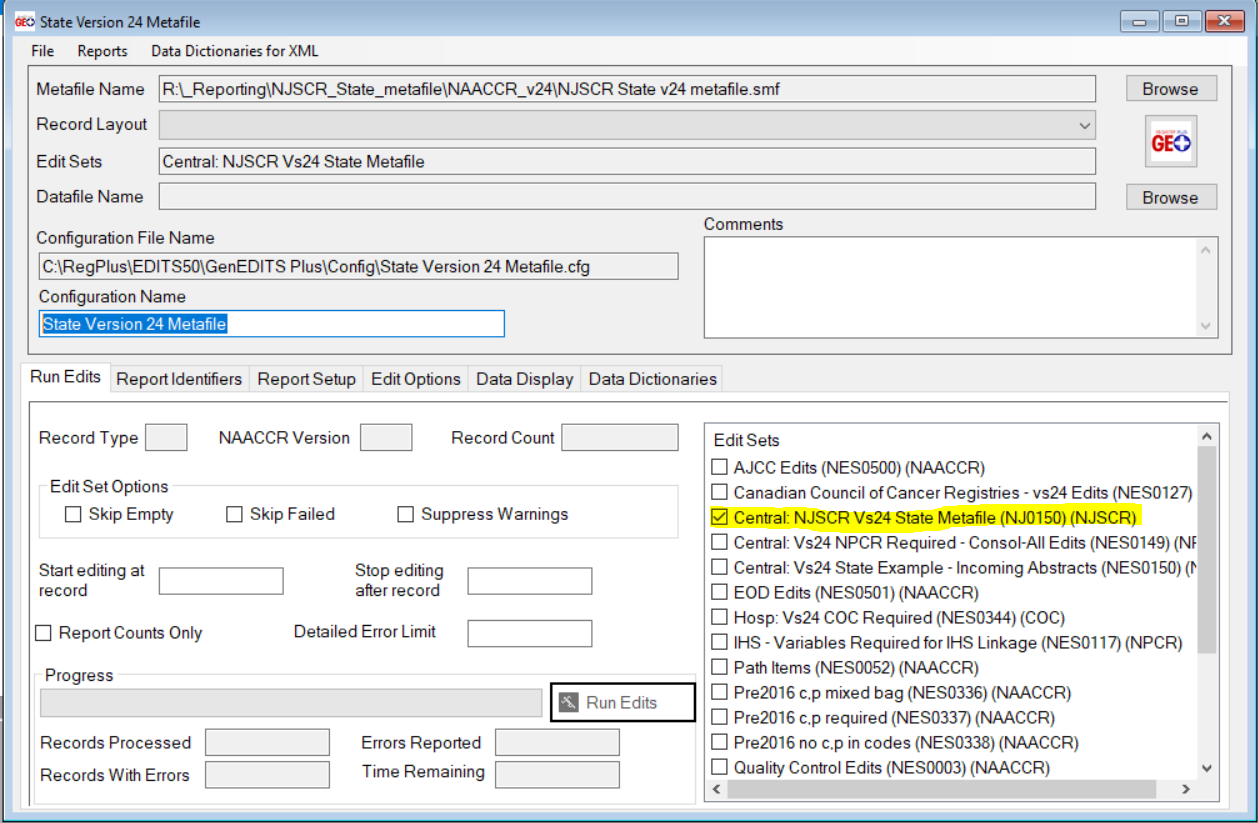 GEO State Version 24 Metafile
File Reports Data Dictionaries for XML
Metafile Name R:\_Reporting\NJSCR_State_metafile\NAACCR_v24\NJSCR State v24 metafile.smf Browse
Record Layout
GEO
Edit Sets Central: NJSCR Vs24 State Metafile
Datafile Name Browse
Configuration File Name
C:\RegPlus\EDITS50\GenEDITS Plus\Config\State Version 24 Metafile.cfg
Configuration Name
State Version 24 Metafile
Comments
Run Edits Report Identifiers Report Setup Edit Options Data Display Data Dictionaries
Record Type NAACCR Version Record Count
Edit Set Options
Skip Empty Skip Failed Suppress Warnings
Start editing at
record
Stop editing
after record
Report Counts Only Detailed Error Limit
Progress
Run Edits
Records Processed Errors Reported
Records With Errors Time Remaining
Edit Sets
AJCC Edits (NES0500) (NAACCR)
Canadian Council of Cancer Registries - vs24 Edits (NES0127)
Central: NJSCR Vs24 State Metafile (NJ0150) (NJSCR)
Central: Vs24 NPCR Required - Consol-All Edits (NES0149) (NF
Central: Vs24 State Example - Incoming Abstracts (NES0150) (N
EOD Edits (NES0501) (NAACCR)
Hosp: Vs24 COC Required (NES0344) (COC)
IHS - Variables Required for IHS Linkage (NES0117) (NPCR)
Path Items (NES0052) (NAACCR)
Pre2016 c,p mixed bag (NES0336) (NAACCR)
Pre2016 c,p required (NES0337) (NAACCR)
Pre2016 no c,p in codes (NES0338) (NAACCR)
Quality Control Edits (NES0003) (NAACCR)